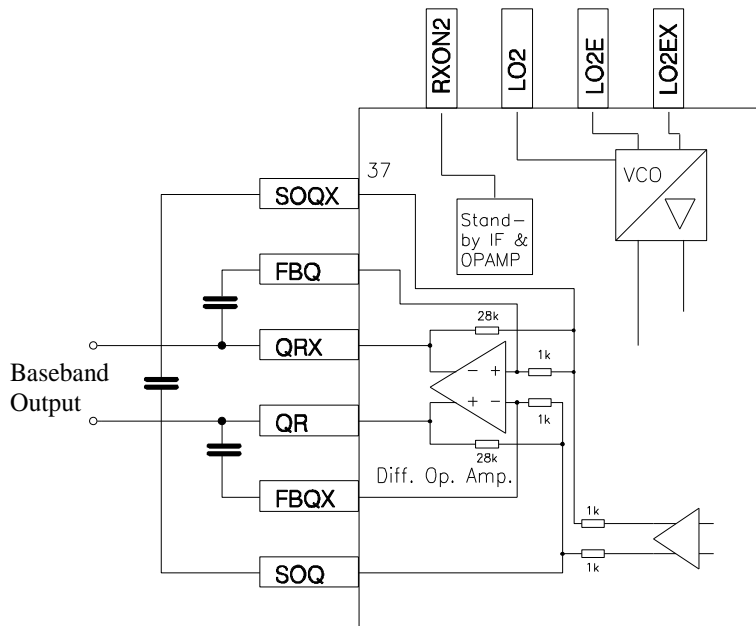 RXON2
LO2
LO2E
LO2EX
37
SOQX
VCO
Stand-
by IF &
OPAMP
FBQ
28k
QRX
1k
Baseband
Output
− +
+ −
QR
1k
28k
Diff. Op. Amp.
FBQX
1k
SOQ
1k